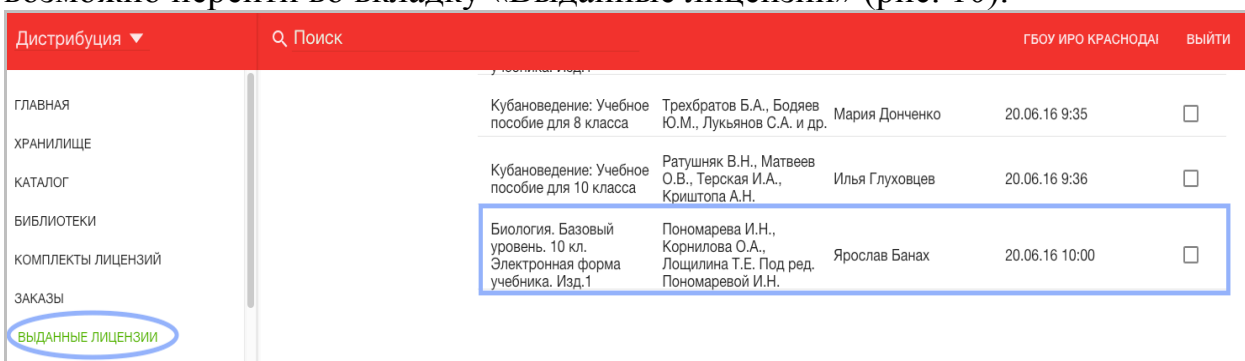 возможно перейти во вкладку «Выданные лицензии» (рис. 16).
Дистрибуция ▼
Поиск
ГБОУ ИРО КРАСНОДАІ
ВЫЙТИ
ГЛАВНАЯ
ХРАНИЛИЩЕ
КАТАЛОГ
БИБЛИОТЕКИ
КОМПЛЕКТЫ ЛИЦЕНЗИЙ
ЗАКАЗЫ
ВЫДАННЫЕ ЛИЦЕНЗИИ
учебника. Изд.1
Кубановедение: Учебное
пособие для 8 класса
Трехбратов Б.А., Бодяев
Ю.М., Лукьянов С.А. и др.
Мария Донченко
20.06.16 9:35
Кубановедение: Учебное
пособие для 10 класса
Ратушняк В.Н., Матвеев
О.В., Терская И.А.,
Криштопа А.Н.
Илья Глуховцев
20.06.16 9:36
Биология. Базовый
уровень. 10 кл.
Электронная форма
учебника. Изд.1
Пономарева И.Н.,
Корнилова О.А.,
Лощилина Т.Е. Под ред.
Пономаревой И.Н.
Ярослав Банах
20.06.16 10:00